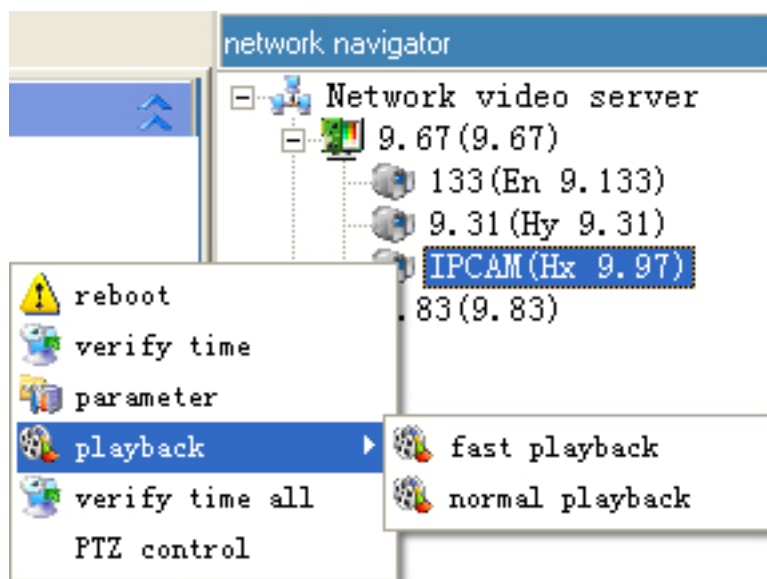 network navigator
Network video server
9.67(9.67)
133(En 9.133)
9.31(Hy 9.31)
IPCAM(Hx 9.97)
.83(9.83)
reboot
verify time
parameter
playback
fast playback
normal playback
verify time all
PTZ control